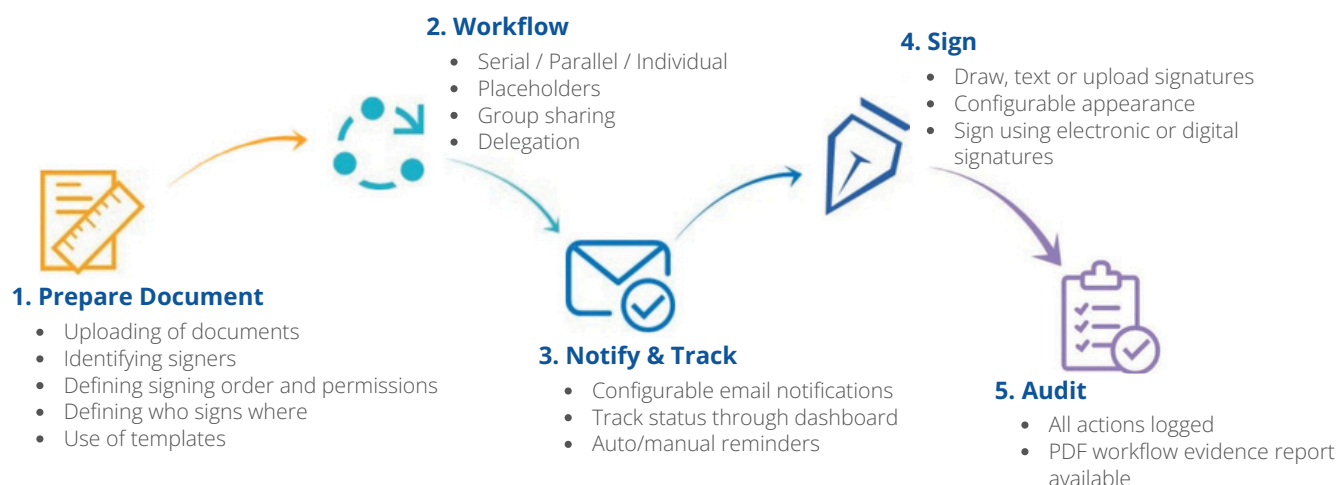 1. Prepare Document
• Uploading of documents
• Identifying signers
• Defining signing order and permissions
• Defining who signs where
• Use of templates
2. Workflow
• Serial / Parallel / Individual
• Placeholders
• Group sharing
• Delegation
3. Notify & Track
• Configurable email notifications
• Track status through dashboard
• Auto/manual reminders
4. Sign
• Draw, text or upload signatures
• Configurable appearance
• Sign using electronic or digital
signatures
5. Audit
• All actions logged
• PDF workflow evidence report
available